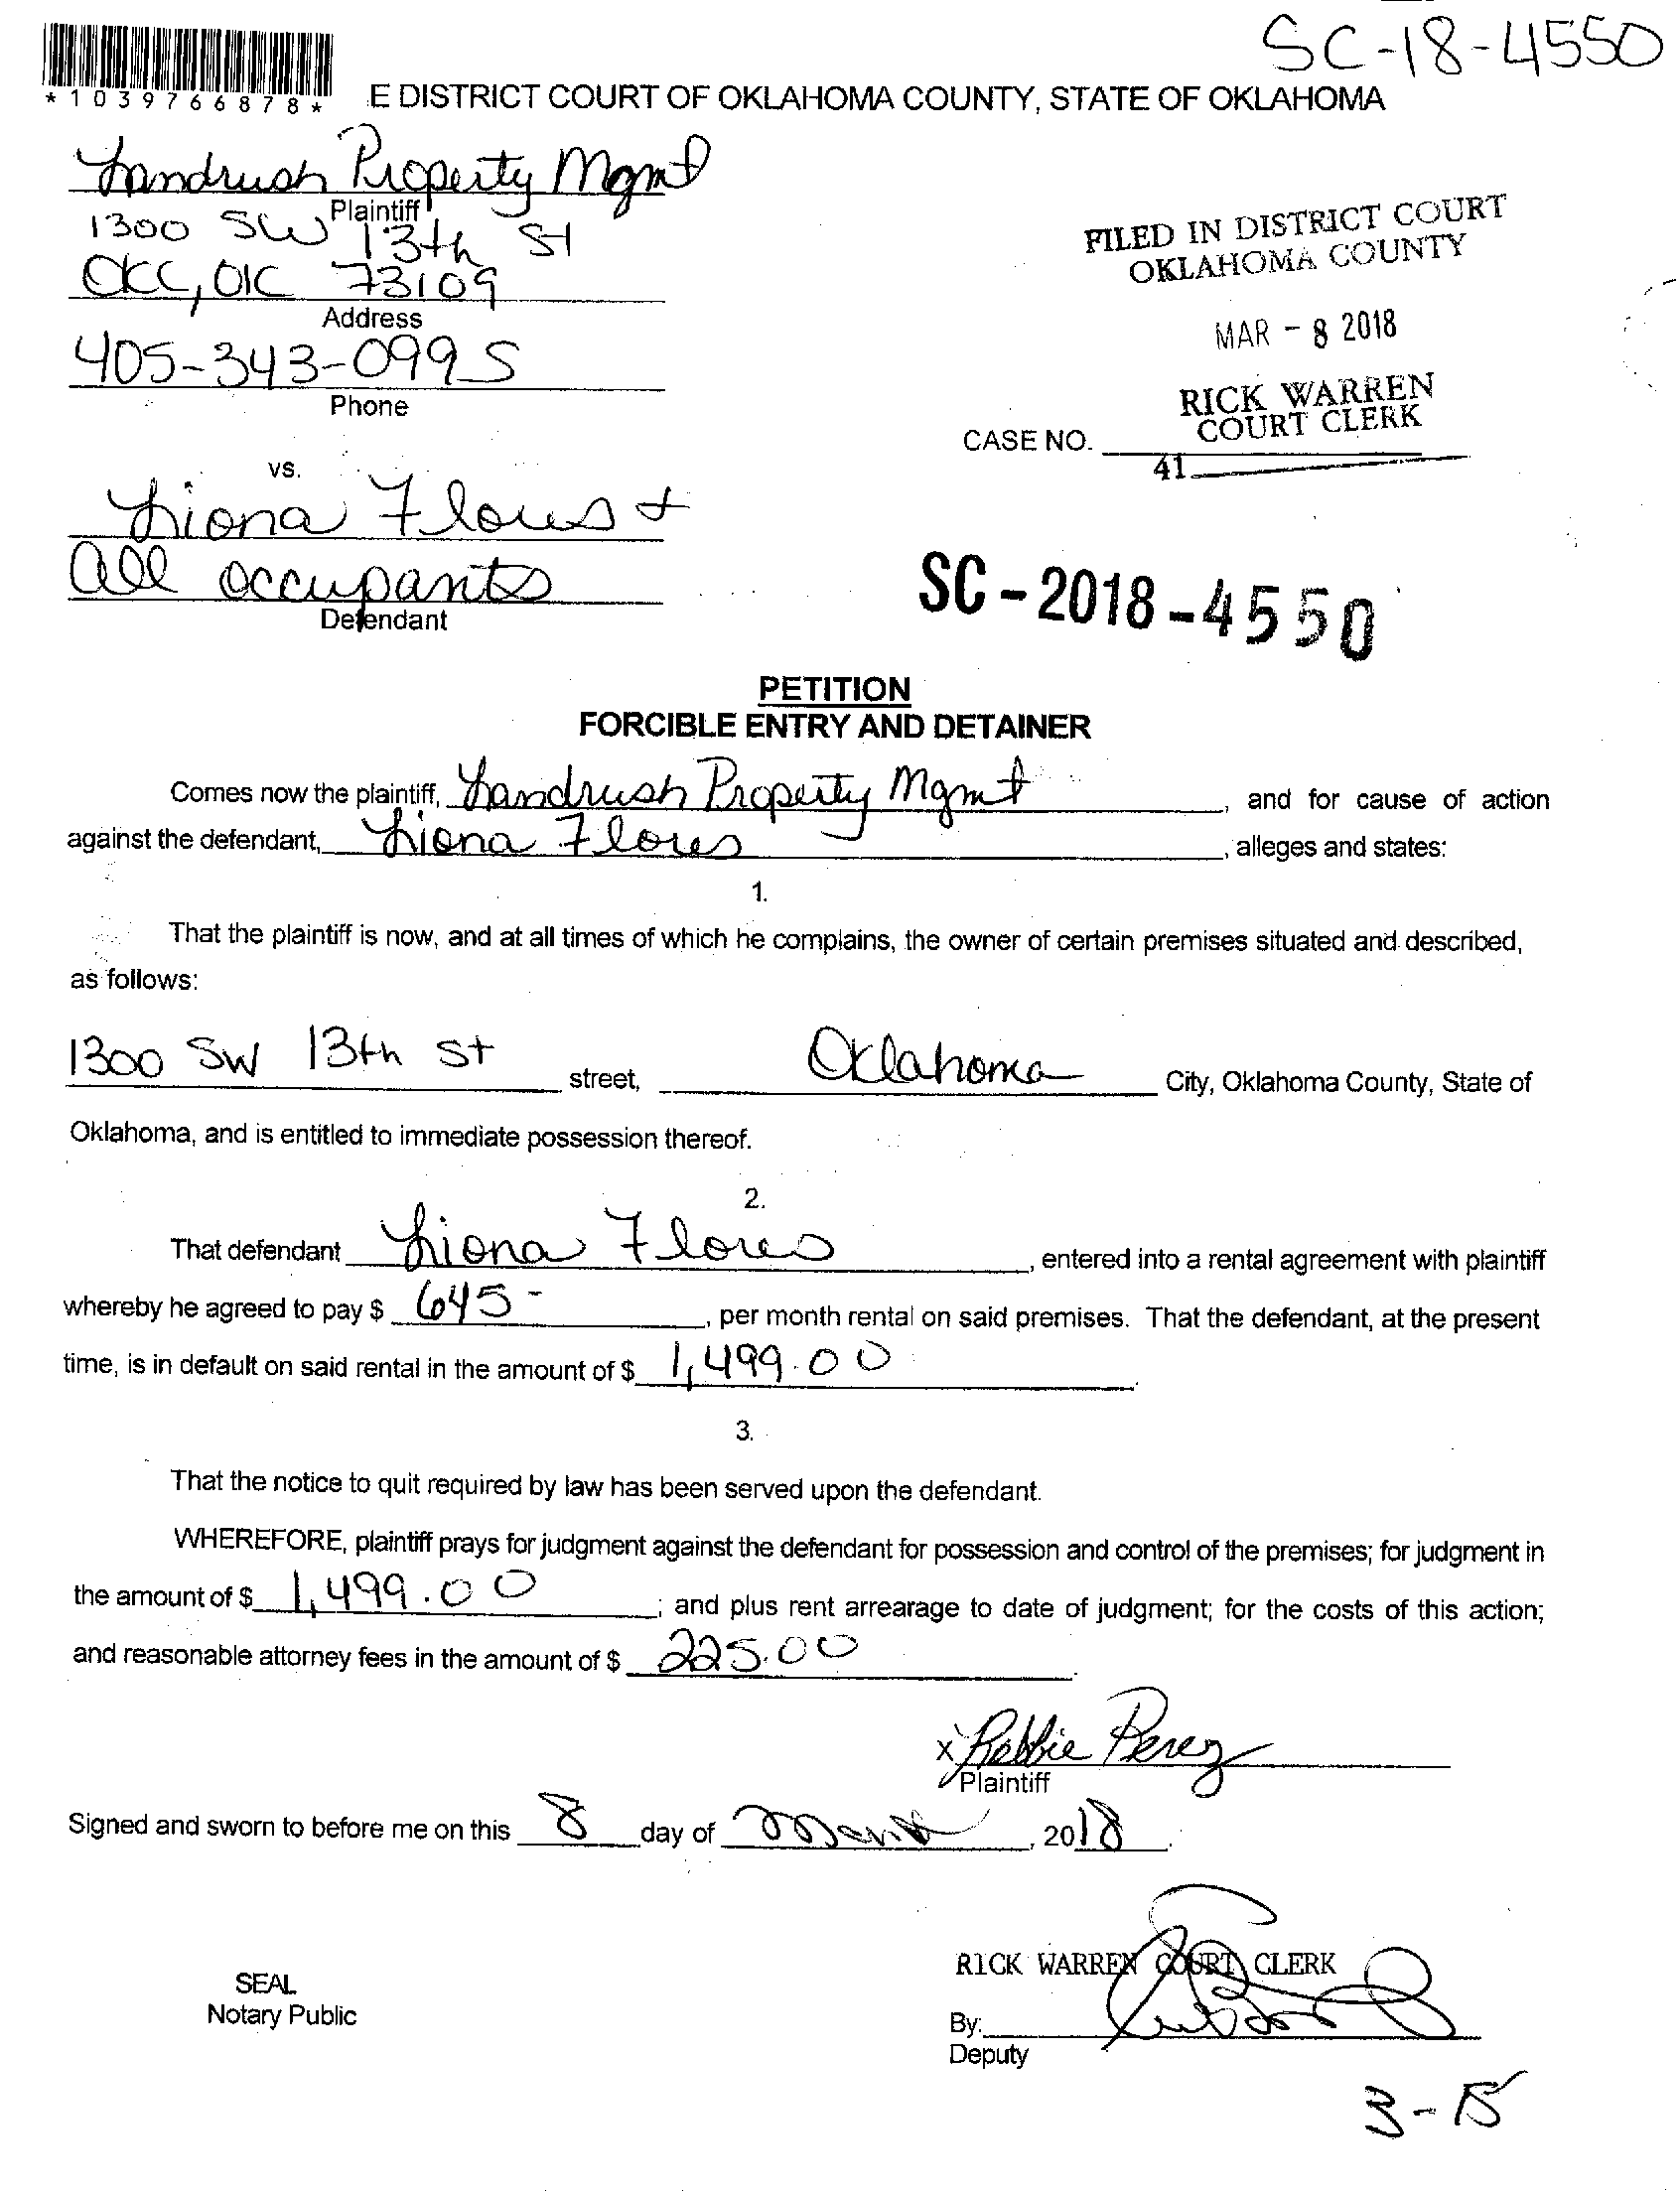 SC-18-4550
*1039766878*
E DISTRICT COURT OF OKLAHOMA COUNTY, STATE OF OKLAHOMA
Landrush Property Mgmt
Plaintiff
1300 SW 13th St
OKC, OK 73109
Address
405-343-0995
Phone
FILED IN DISTRICT COURT
OKLAHOMA COUNTY
MAR - 8 2018
RICK WARREN
COURT CLERK
CASE NO.
41
vs.
Liona Flores +
all occupants
Defendant
SC-2018-4550
PETITION
FORCIBLE ENTRY AND DETAINER
Comes now the plaintiff, Landrush Property Mgmt, and for cause of action
against the defendant, Liona Flores, alleges and states:
1.
That the plaintiff is now, and at all times of which he complains, the owner of certain premises situated and described,
as follows:
1300 SW 13th St street, Oklahoma City, Oklahoma County, State of
Oklahoma, and is entitled to immediate possession thereof.
2.
That defendant Liona Flores, entered into a rental agreement with plaintiff
whereby he agreed to pay $ 645-, per month rental on said premises. That the defendant, at the present
time, is in default on said rental in the amount of $ 1,499.00.
3.
That the notice to quit required by law has been served upon the defendant.
WHEREFORE, plaintiff prays for judgment against the defendant for possession and control of the premises; for judgment in
the amount of $ 1,499.00; and plus rent arrearage to date of judgment; for the costs of this action;
and reasonable attorney fees in the amount of $ 225.00.
x Debbie Perez
Plaintiff
Signed and sworn to before me on this 8 day of March, 2018.
RICK WARREN COURT CLERK
SEAL
Notary Public
By:
Deputy
3-15